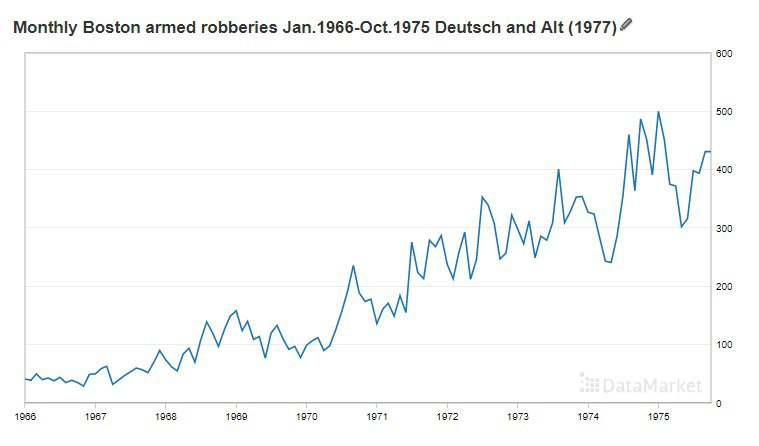 Monthly Boston armed robberies Jan.1966-Oct.1975 Deutsch and Alt (1977)
600
500
400
300
200
100
0
DataMarket
1966 1967 1968 1969 1970 1971 1972 1973 1974 1975